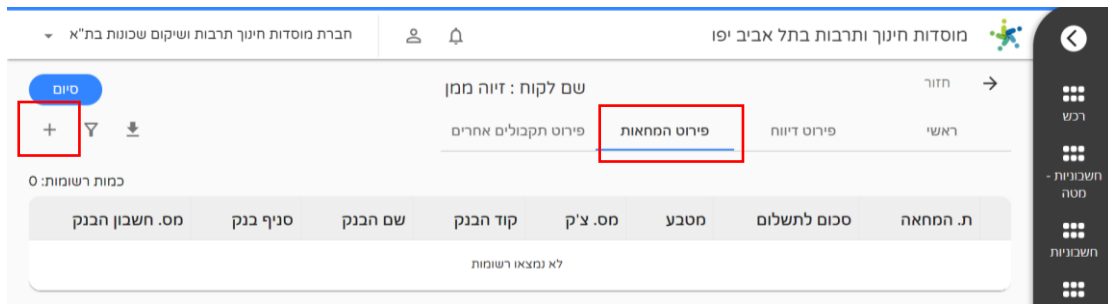 מוסדות חינוך ותרבות בתל אביב יפו
חברת מוסדות חינוך תרבות ושיקום שכונות בת"א
חזור
שם לקוח : זיוה ממן
סיום
ראשי
פירוט דיווח
פירוט המחאות
פירוט תקבולים אחרים
כמות רשומות: 0
ת. המחאה סכום לתשלום מטבע מס. צ'ק קוד הבנק שם הבנק סניף בנק מס. חשבון הבנק
לא נמצאו רשומות
רכש
חשבוניות -
מטה
חשבוניות